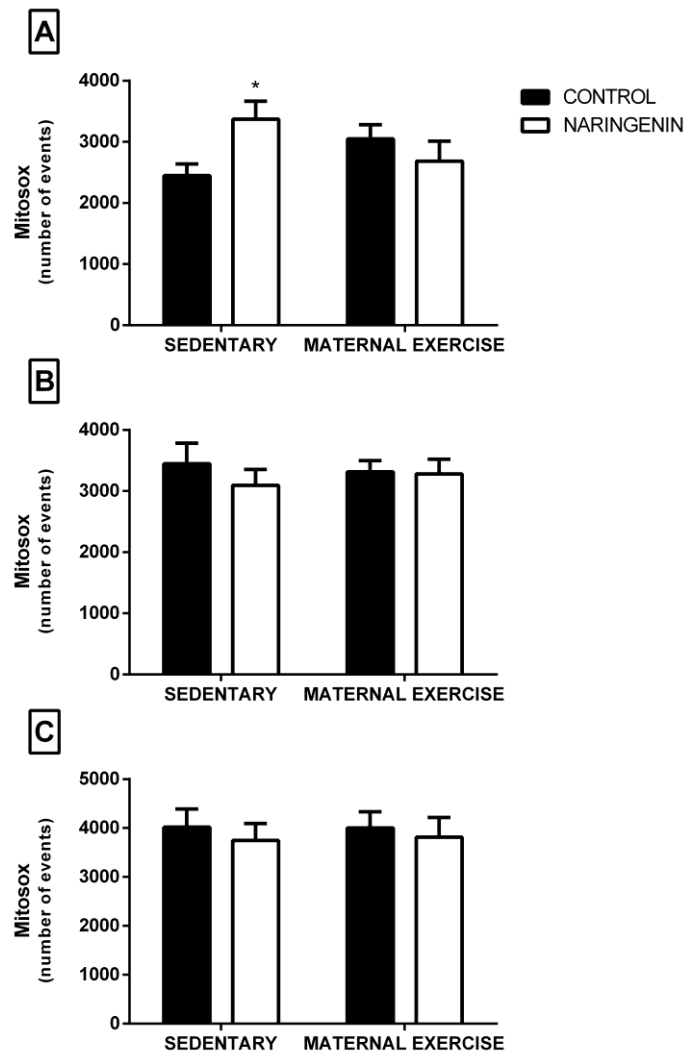 A
Mitosox
(number of events)
4000
3000
2000
1000
0
*
SEDENTARY
MATERNAL EXERCISE
CONTROL
NARINGENIN
B
Mitosox
(number of events)
4000
3000
2000
1000
0
SEDENTARY
MATERNAL EXERCISE
C
Mitosox
(number of events)
5000
4000
3000
2000
1000
0
SEDENTARY
MATERNAL EXERCISE